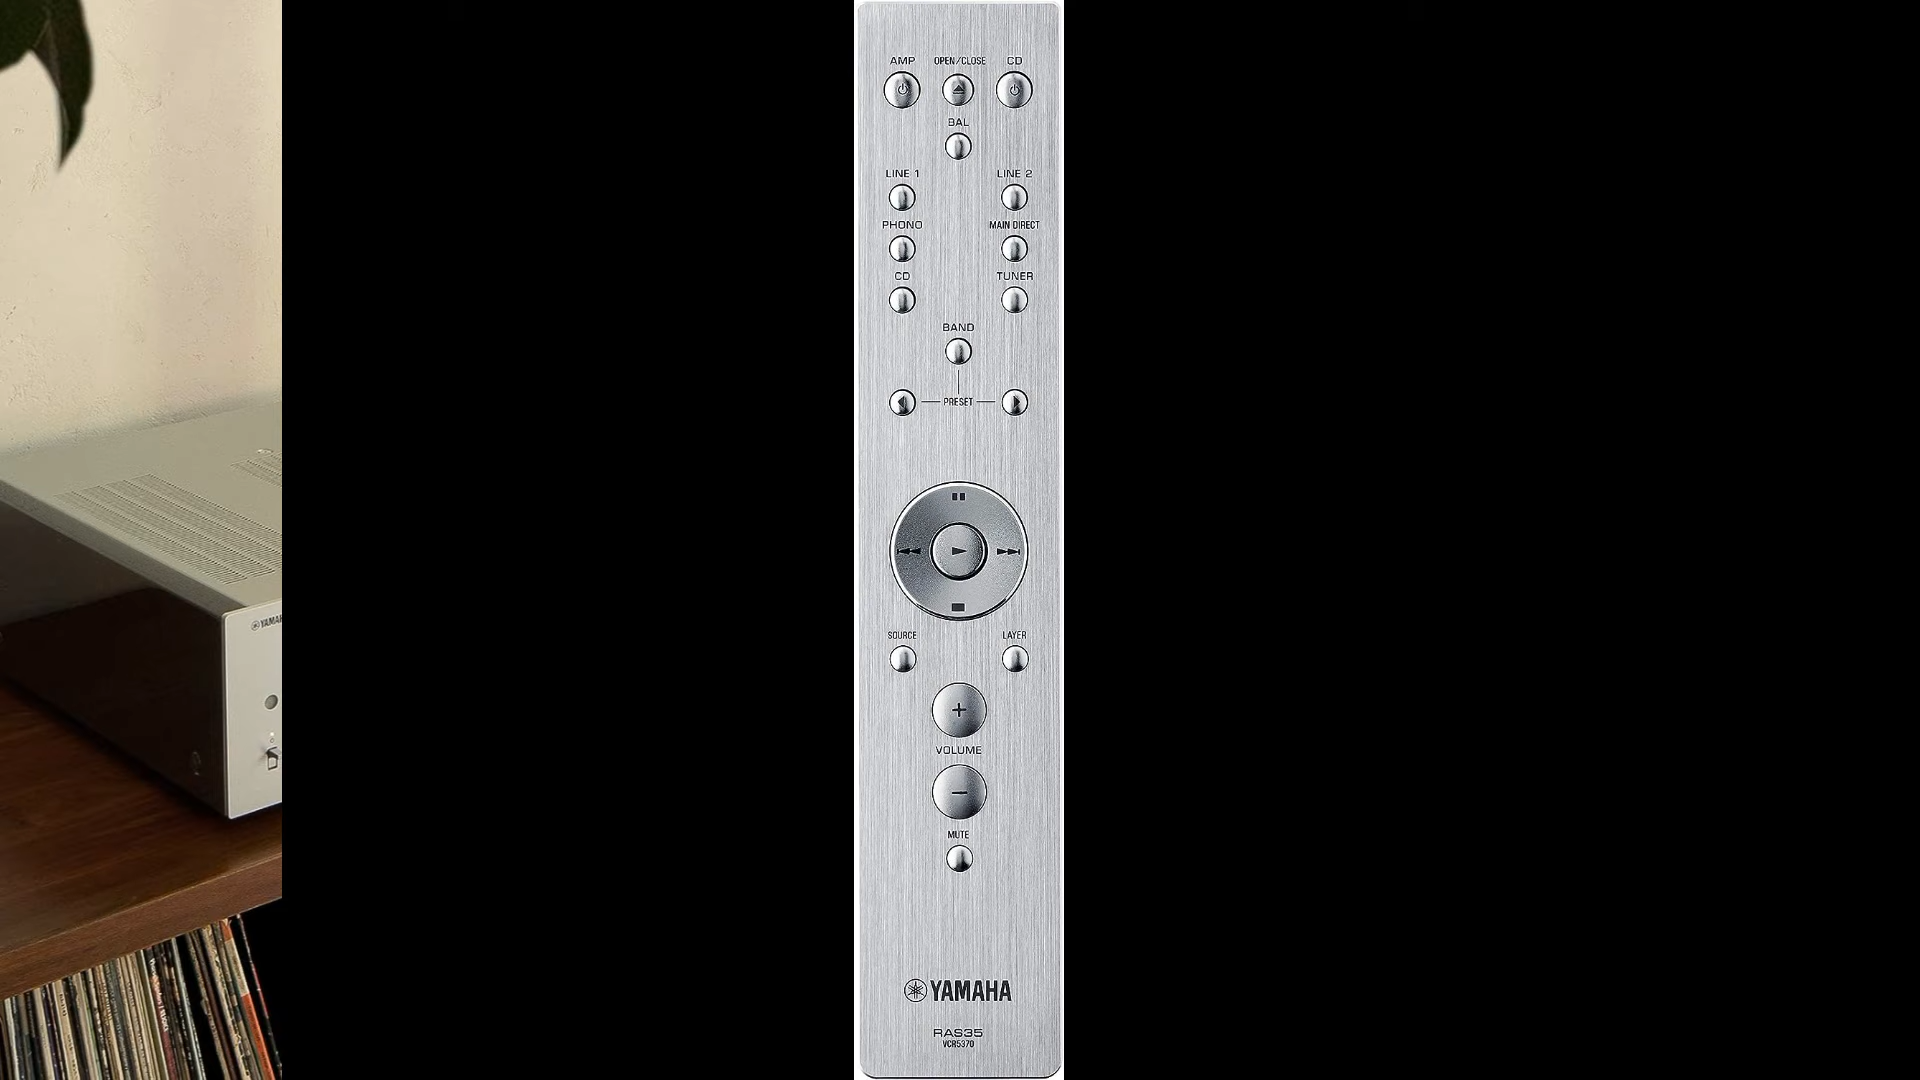 AMP OPEN/CLOSE CD
BAL
LINE 1 LINE 2
PHONO MAIN DIRECT
CD TUNER
BAND
PRESET
SOURCE LAYER
VOLUME
MUTE
YAMAHA
RAS35
VCR5370